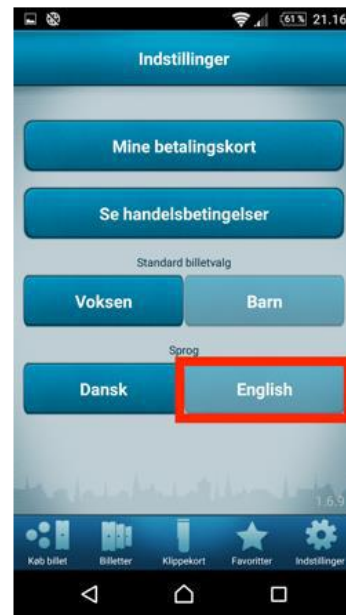 61% 21.16
Indstillinger
Mine betalingskort
Se handelsbetingelser
Standard billetvalg
Voksen Barn
Sprog
Dansk English
1.6.9
Køb billet Billetter Klippekort Favoritter Indstillinger